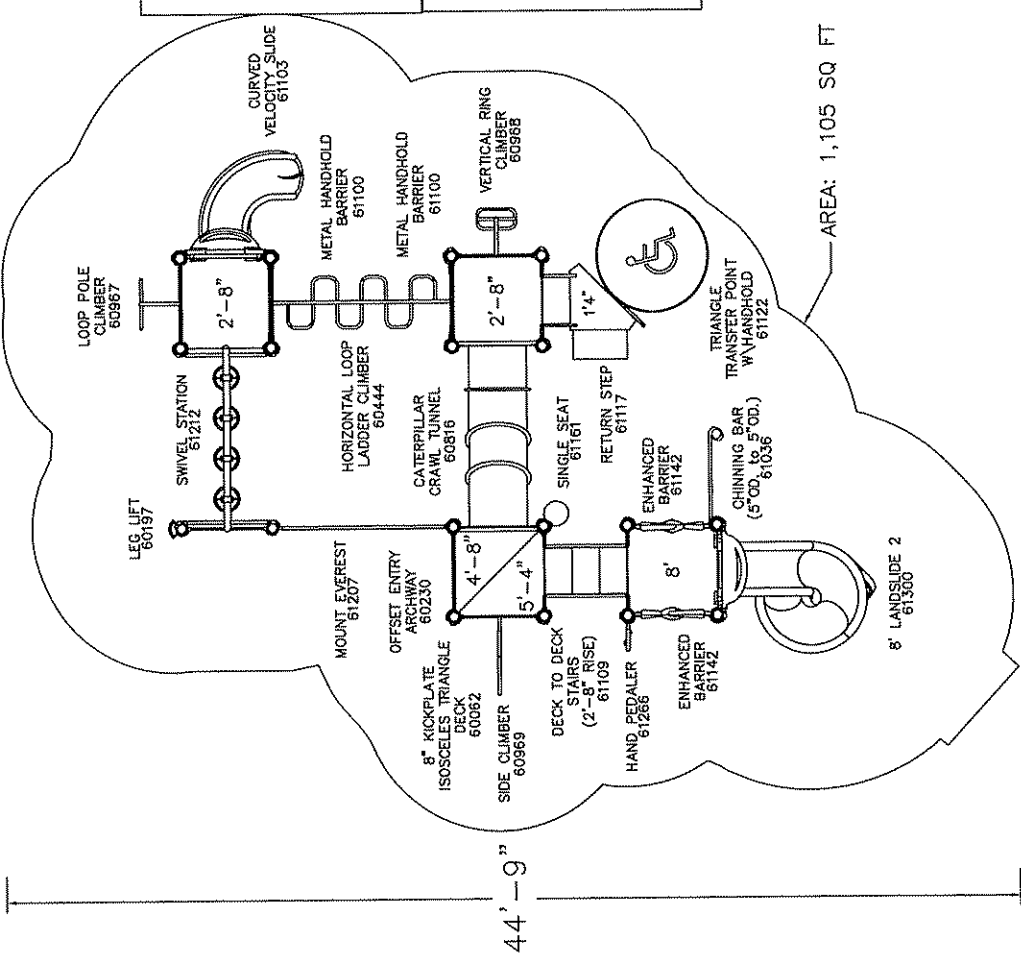 LOOP POLE
CLIMBER
60967
CURVED
VELOCITY SLIDE
61103
2'-8"
SWIVEL STATION
61212
LEG LIFT
60197
METAL HANDHOLD
BARRIER
61100
METAL HANDHOLD
BARRIER
61100
HORIZONTAL LOOP
LADDER CLIMBER
60444
VERTICAL RING
CLIMBER
60968
2'-8"
1'4"
MOUNT EVEREST
61207
OFFSET ENTRY
ARCHWAY
60230
CATERPILLAR
CRAWL TUNNEL
60816
SINGLE SEAT
61161
RETURN STEP
61117
TRIANGLE
TRANSFER POINT
W\HANDHOLD
61122
4'-8"
5'-4"
8" KICKPLATE
ISOSCELES TRIANGLE
DECK
60062
SIDE CLIMBER
60969
DECK TO DECK
STAIRS
(2'-8" RISE)
61109
ENHANCED
BARRIER
61142
CHINNING BAR
(5"OD. to 5"OD.)
61036
8'
HAND PEDALER
61266
ENHANCED
BARRIER
61142
8' LANDSLIDE 2
61300
AREA: 1,105 SQ FT
44'-9"